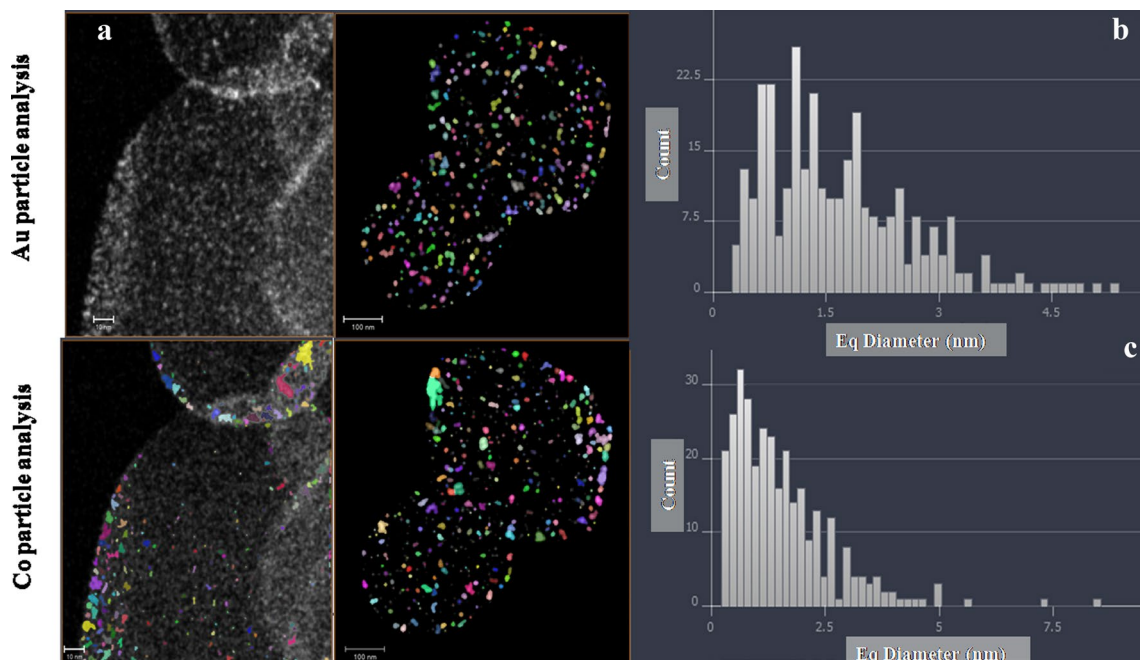 Au particle analysis
a
10 nm
100 nm
b
22.5
15
7.5
0
Count
0
1.5
3
4.5
Eq Diameter (nm)
Co particle analysis
10 nm
100 nm
c
30
20
10
0
Count
0
2.5
5
7.5
Eq Diameter (nm)